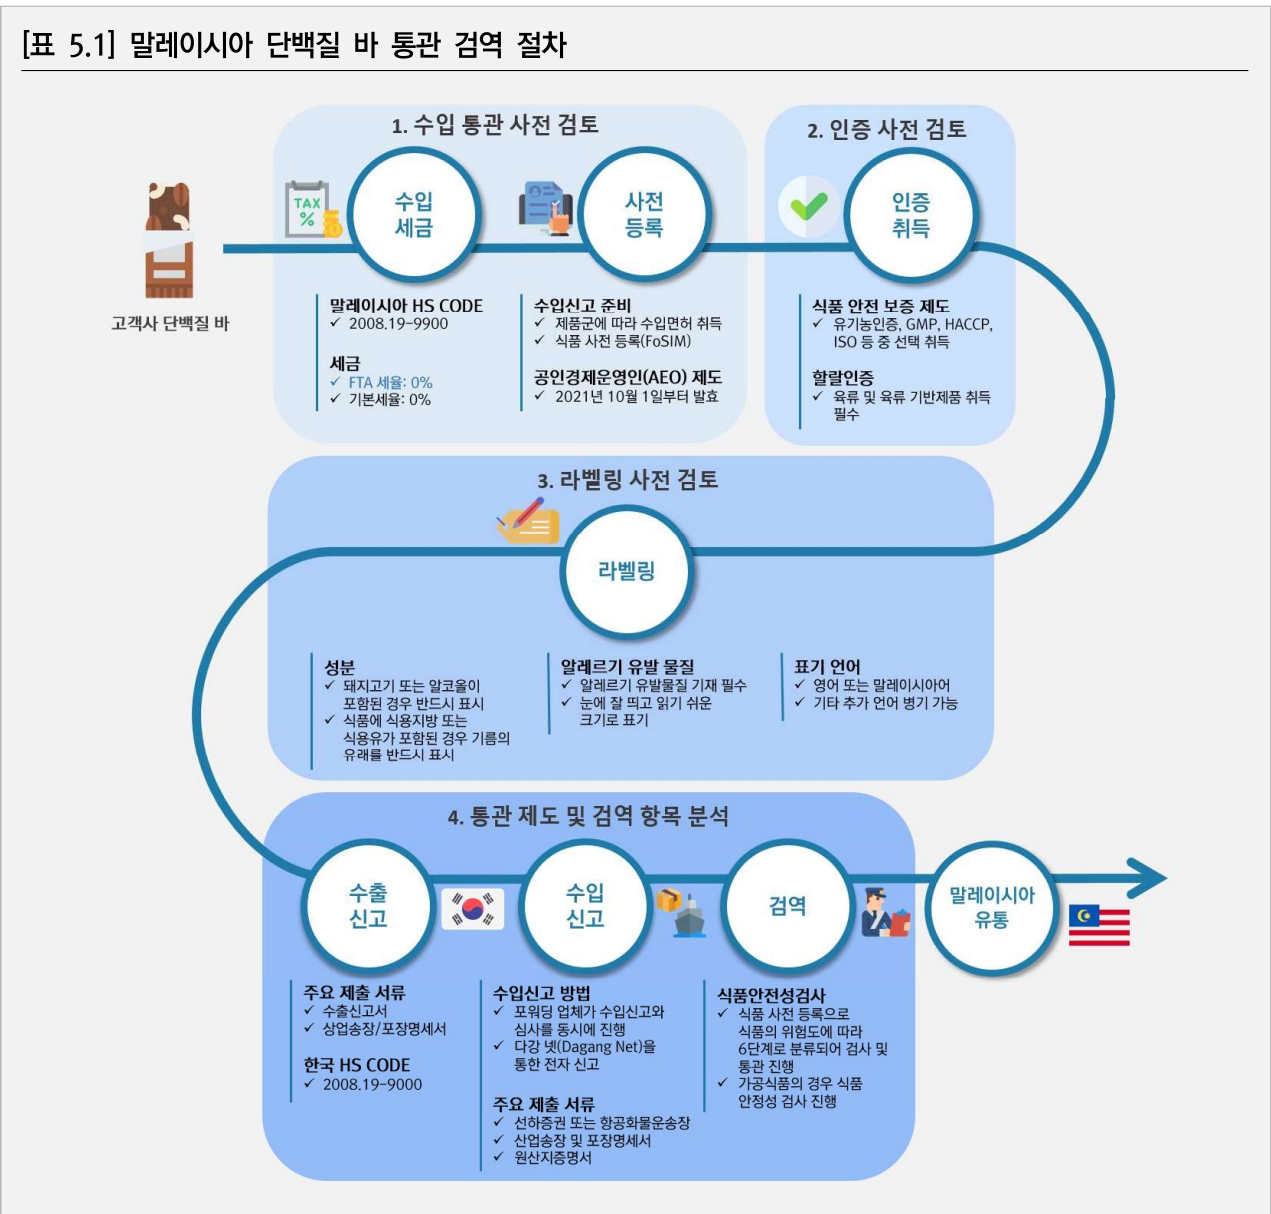 [표 5.1] 말레이시아 단백질 바 통관 검역 절차
1. 수입 통관 사전 검토
2. 인증 사전 검토
TAX
%
수입
세금
사전
등록
인증
취득
고객사 단백질 바
말레이시아 HS CODE
✓ 2008.19-9900
세금
✓ FTA 세율: 0%
✓ 기본세율: 0%
수입신고 준비
✓ 제품군에 따라 수입면허 취득
✓ 식품 사전 등록(FoSIM)
공인경제운영인(AEO) 제도
✓ 2021년 10월 1일부터 발효
식품 안전 보증 제도
✓ 유기농인증, GMP, HACCP,
ISO 등 중 선택 취득
할랄인증
✓ 육류 및 육류 기반제품 취득
필수
3. 라벨링 사전 검토
라벨링
성분
✓ 돼지고기 또는 알코올이
포함된 경우 반드시 표시
✓ 식품에 식용지방 또는
식용유가 포함된 경우 기름의
유래를 반드시 표시
알레르기 유발 물질
✓ 알레르기 유발물질 기재 필수
✓ 눈에 잘 띄고 읽기 쉬운
크기로 표기
표기 언어
✓ 영어 또는 말레이시아어
✓ 기타 추가 언어 병기 가능
4. 통관 제도 및 검역 항목 분석
수출
신고
수입
신고
검역
말레이시아
유통
주요 제출 서류
✓ 수출신고서
✓ 상업송장/포장명세서
한국 HS CODE
✓ 2008.19-9000
수입신고 방법
✓ 포워딩 업체가 수입신고와
심사를 동시에 진행
✓ 다강 넷(Dagang Net)을
통한 전자 신고
주요 제출 서류
✓ 선하증권 또는 항공화물운송장
✓ 산업송장 및 포장명세서
✓ 원산지증명서
식품안전성검사
✓ 식품 사전 등록으로
식품의 위험도에 따라
6단계로 분류되어 검사 및
통관 진행
✓ 가공식품의 경우 식품
안정성 검사 진행